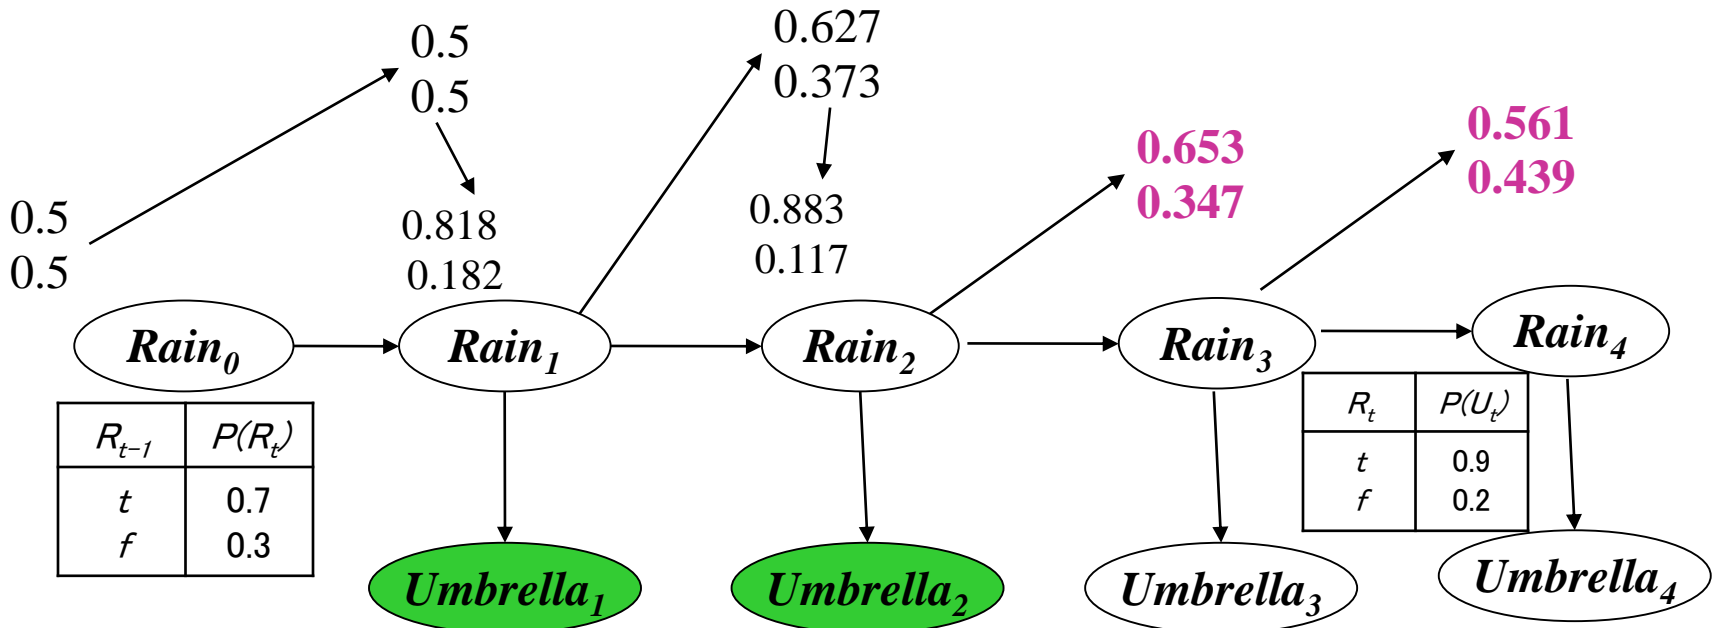 0.5
0.5
0.5
0.5
0.818
0.182
0.627
0.373
0.883
0.117
0.653
0.347
0.561
0.439
Rain₀
Rain₁
Rain₂
Rain₃
Rain₄
Rₜ₋₁ P(Rₜ)
t 0.7
f 0.3
Rₜ P(Uₜ)
t 0.9
f 0.2
Umbrella₁
Umbrella₂
Umbrella₃
Umbrella₄